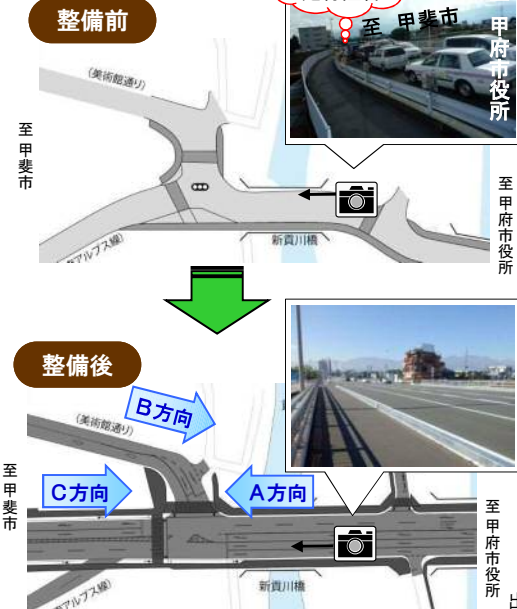 整備前
至 甲斐市
甲府市役所
(美術館通り)
至甲斐市
至甲府市役所
新貢川橋
アルプス線)
整備後
B方向
(美術館通り)
至甲斐市
C方向
A方向
至甲府市役所
新貢川橋
アルプス線)